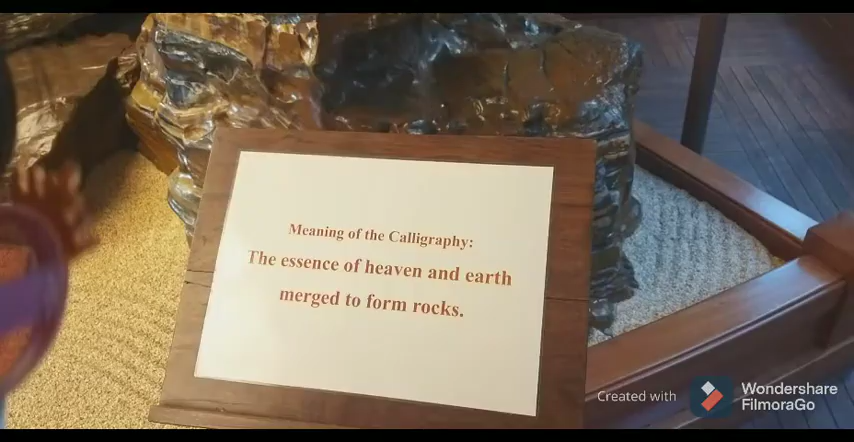 Meaning of the Calligraphy:
The essence of heaven and earth
merged to form rocks.
Created with
Wondershare
FilmoraGo